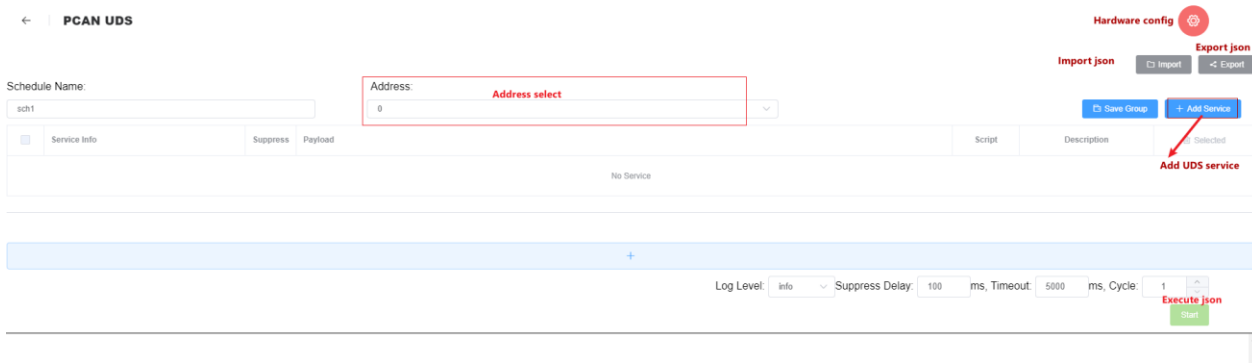 ← PCAN UDS
Hardware config
Export json
Import json
Import
Export
Schedule Name:
Address:
Address select
sch1
0
Save Group
+ Add Service
Service Info Suppress Payload Script Description Selected
Add UDS service
No Service
+
Log Level: info Suppress Delay: 100 ms, Timeout: 5000 ms, Cycle: 1
Execute json
Start